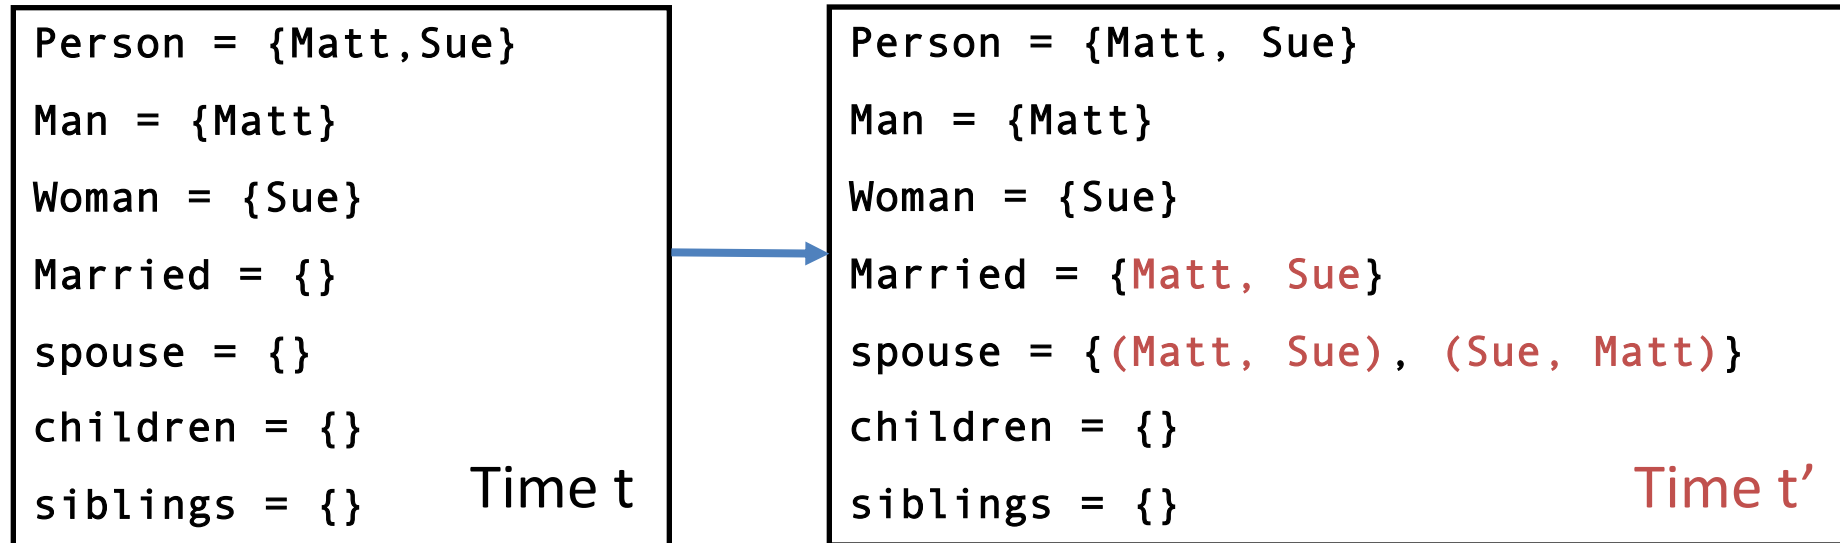 Person = {Matt,Sue}
Man = {Matt}
Woman = {Sue}
Married = {}
spouse = {}
children = {}
siblings = {}
Time t
Person = {Matt, Sue}
Man = {Matt}
Woman = {Sue}
Married = {Matt, Sue}
spouse = {(Matt, Sue), (Sue, Matt)}
children = {}
siblings = {}
Time t’